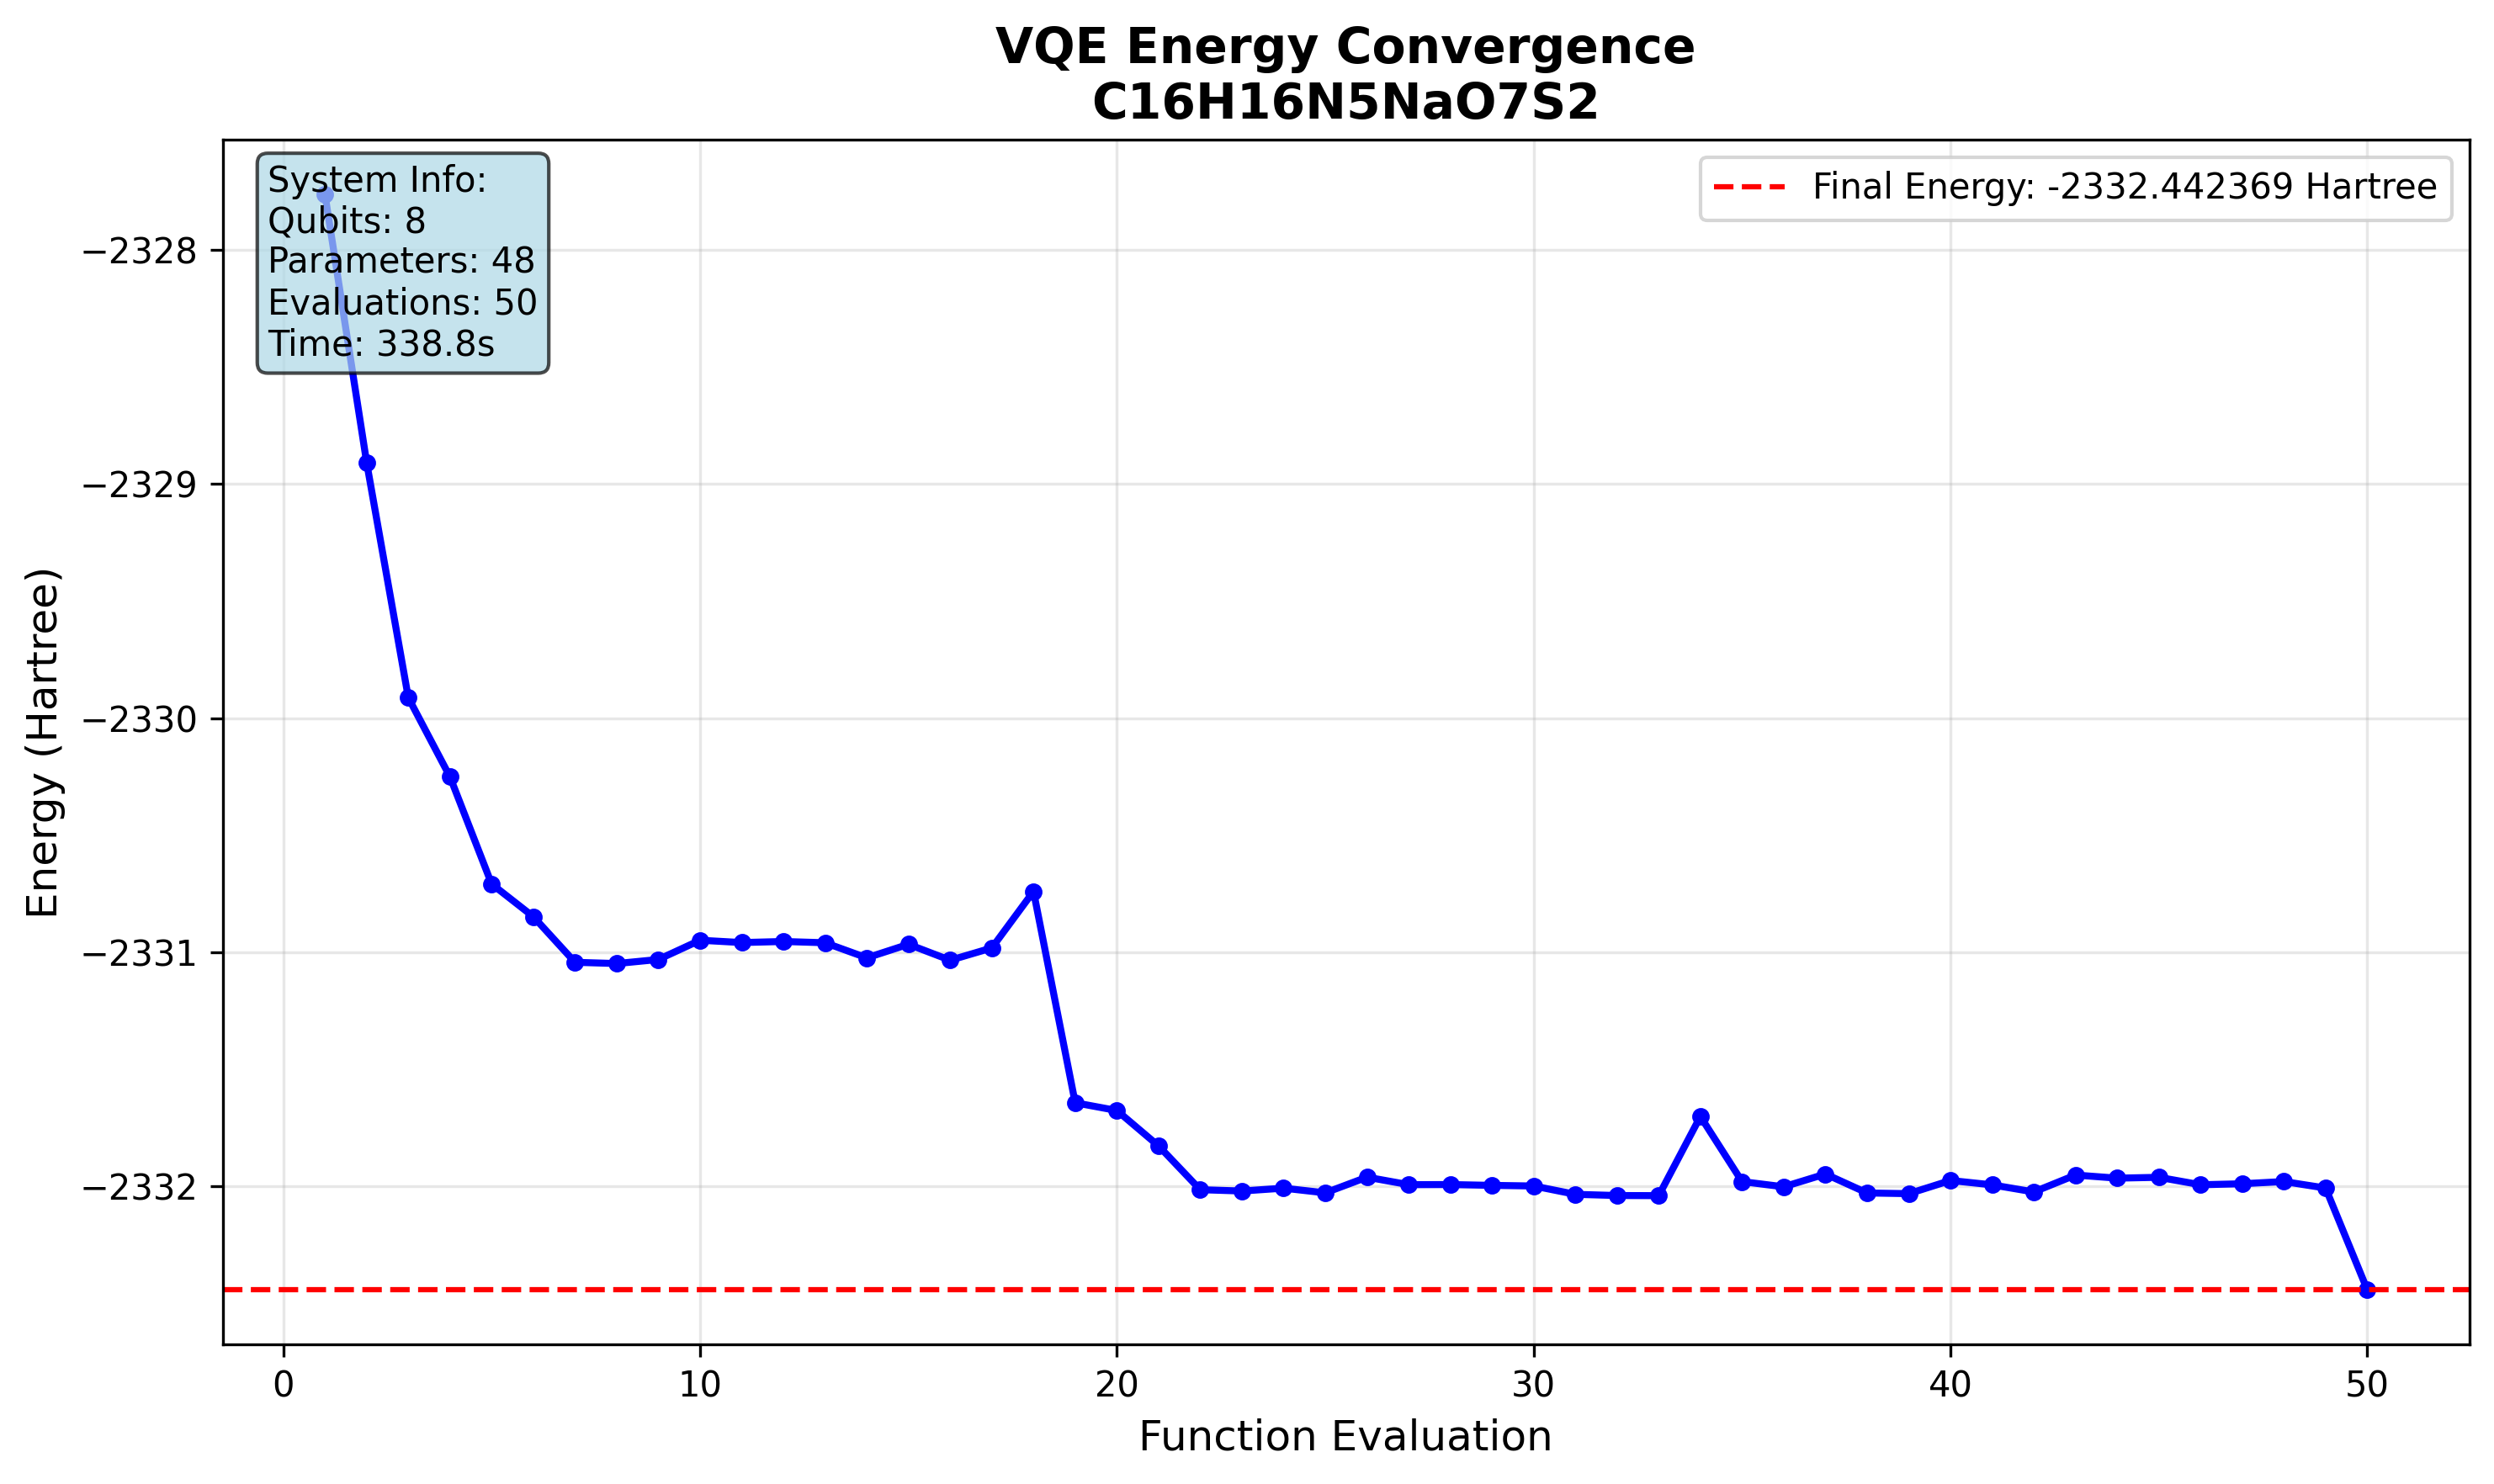 VQE Energy Convergence
C16H16N5NaO7S2
System Info:
Qubits: 8
Parameters: 48
Evaluations: 50
Time: 338.8s
Final Energy: -2332.442369 Hartree
Energy (Hartree)
−2328
−2329
−2330
−2331
−2332
0 10 20 30 40 50
Function Evaluation